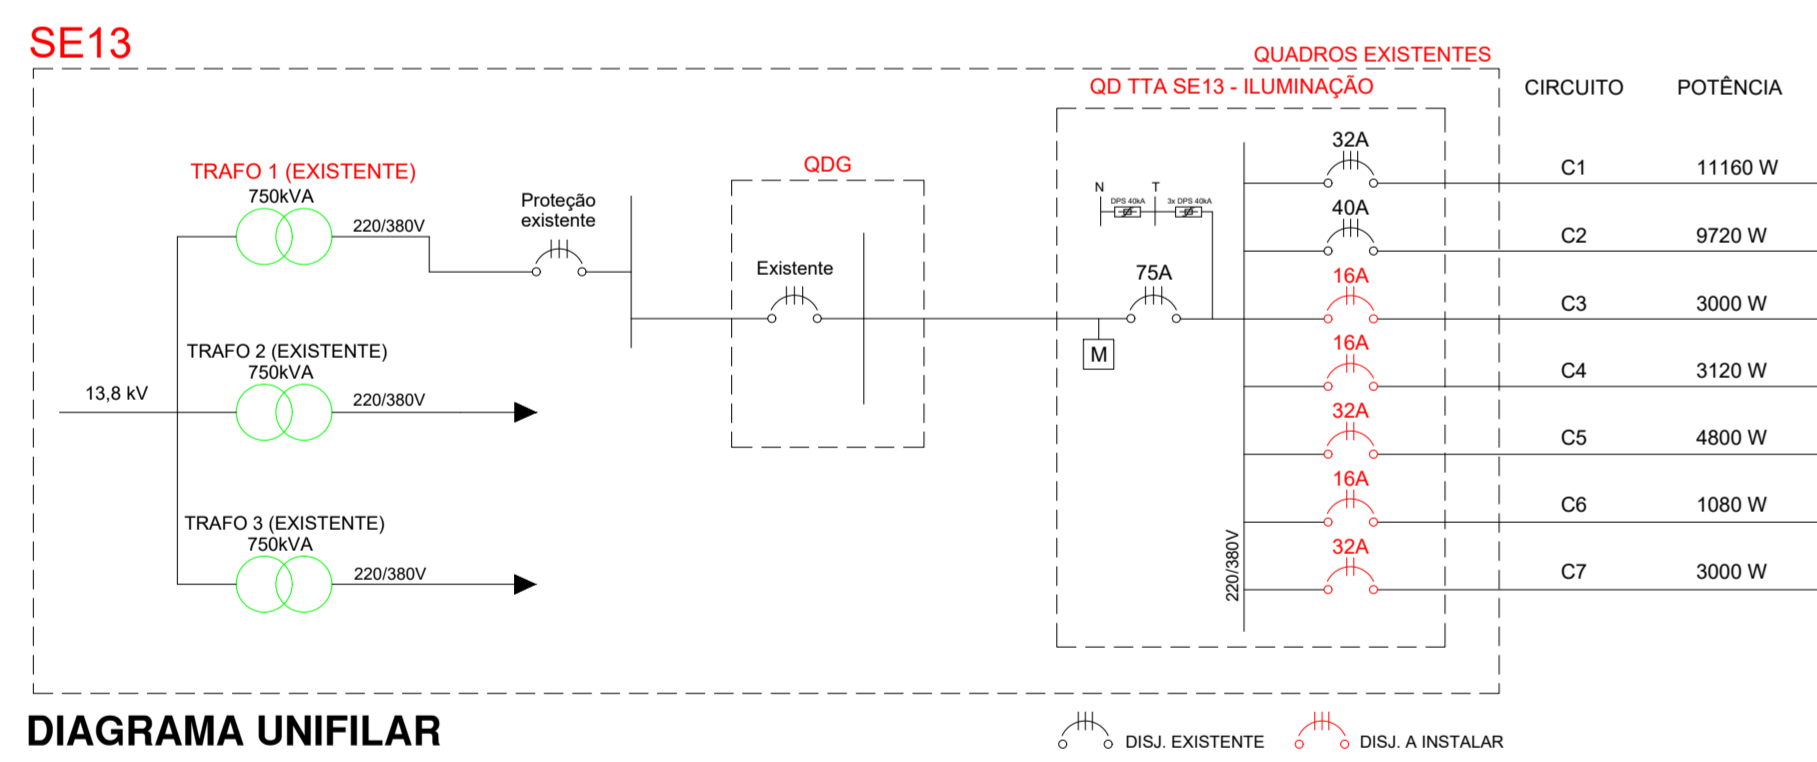 SE13
QUADROS EXISTENTES
QD TTA SE13 - ILUMINAÇÃO
CIRCUITO
POTÊNCIA
TRAFO 1 (EXISTENTE)
750kVA
220/380V
Proteção
existente
QDG
Existente
N
T
DPS 40kA
3x DPS 40kA
75A
M
32A
C1
11160 W
40A
C2
9720 W
16A
C3
3000 W
16A
C4
3120 W
32A
C5
4800 W
16A
C6
1080 W
32A
C7
3000 W
220/380V
13,8 kV
TRAFO 2 (EXISTENTE)
750kVA
220/380V
TRAFO 3 (EXISTENTE)
750kVA
220/380V
DIAGRAMA UNIFILAR
DISJ. EXISTENTE
DISJ. A INSTALAR